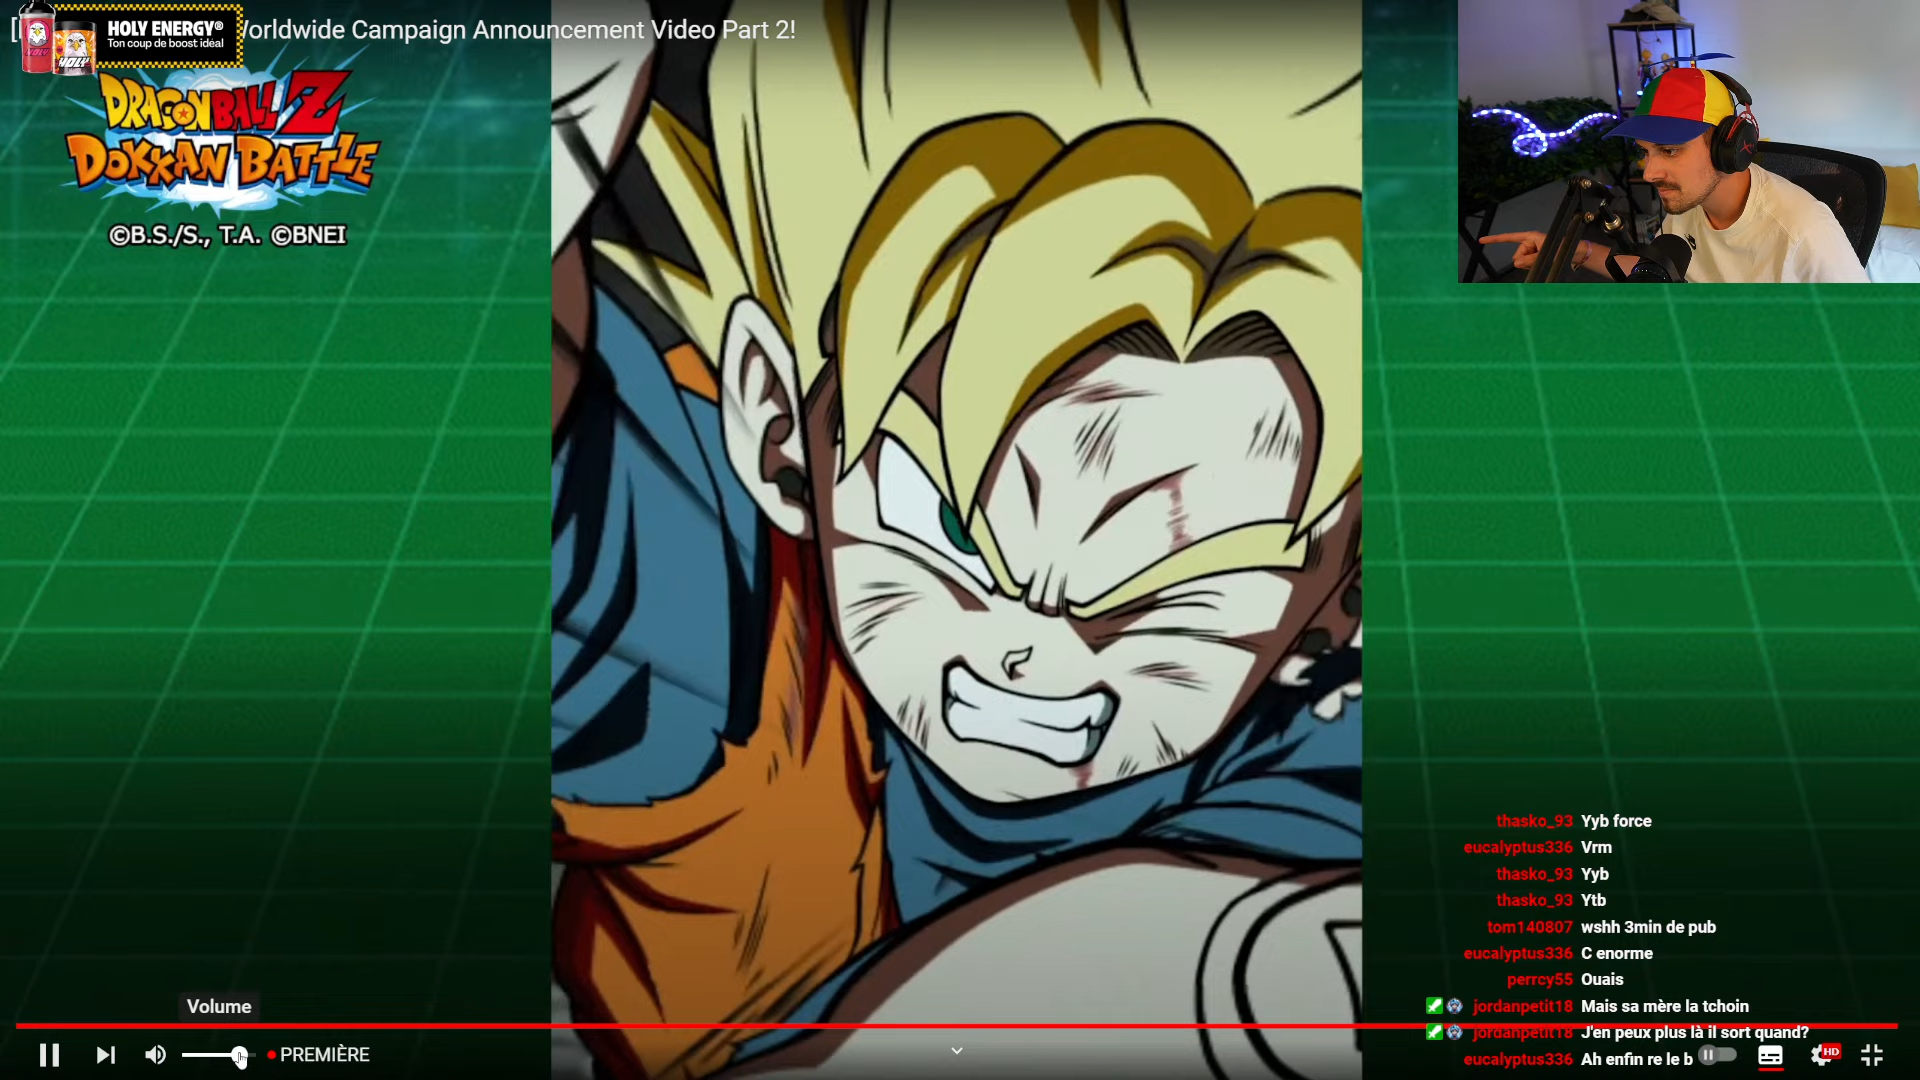 HOLY ENERGY®
Ton coup de boost idéal
HOLY
orldwide Campaign Announcement Video Part 2!
DRAGONBALL Z
DOKKAN BATTLE
©B.S./S., T.A. ©BNEI
thasko_93 Yyb force
eucalyptus336 Vrm
thasko_93 Yyb
thasko_93 Ytb
tom140807 wshh 3min de pub
eucalyptus336 C enorme
perrcy55 Ouais
jordanpetit18 Mais sa mère la tchoin
jordanpetit18 J'en peux plus là il sort quand?
eucalyptus336 Ah enfin re le b
Volume
PREMIÈRE
HD